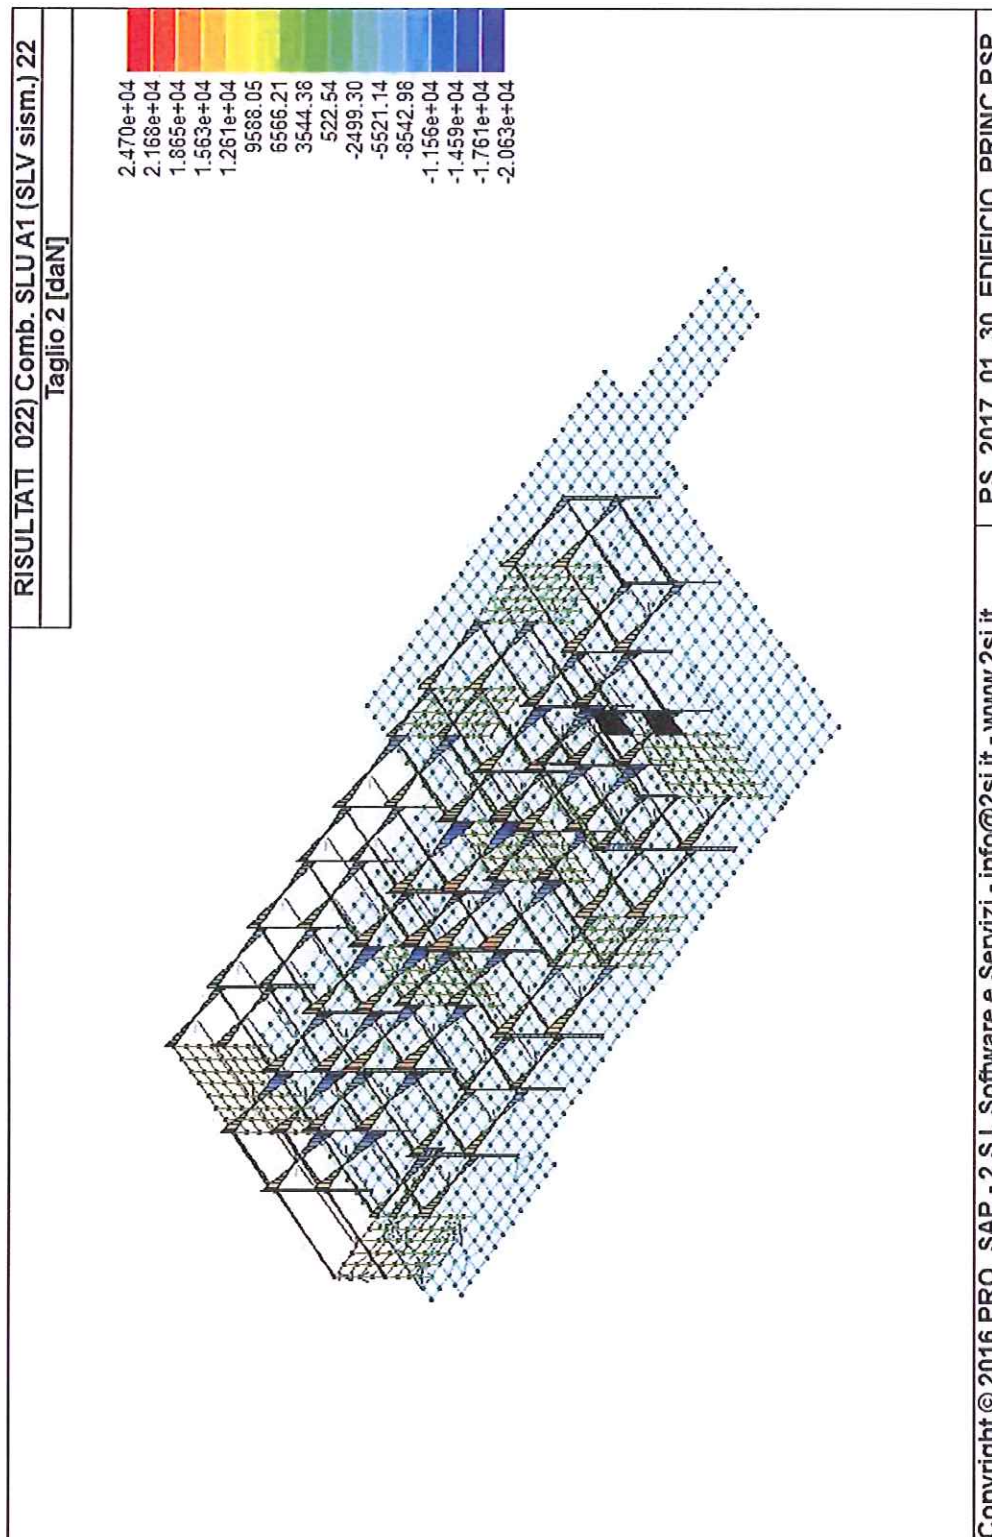 RISULTATI 022) Comb. SLU A1 (SLV sism.) 22
Taglio 2 [daN]
2.470e+04
2.168e+04
1.865e+04
1.563e+04
1.261e+04
9588.05
6566.21
3544.38
522.54
-2499.30
-5521.14
-8542.98
-1.156e+04
-1.459e+04
-1.761e+04
-2.063e+04
Copyright © 2016 PRO_SAP - 2 S.I. Software e Servizi - info@2si.it - www.2si.it
PS_2017_01_30_EDIFICIO_PRINC.PSP